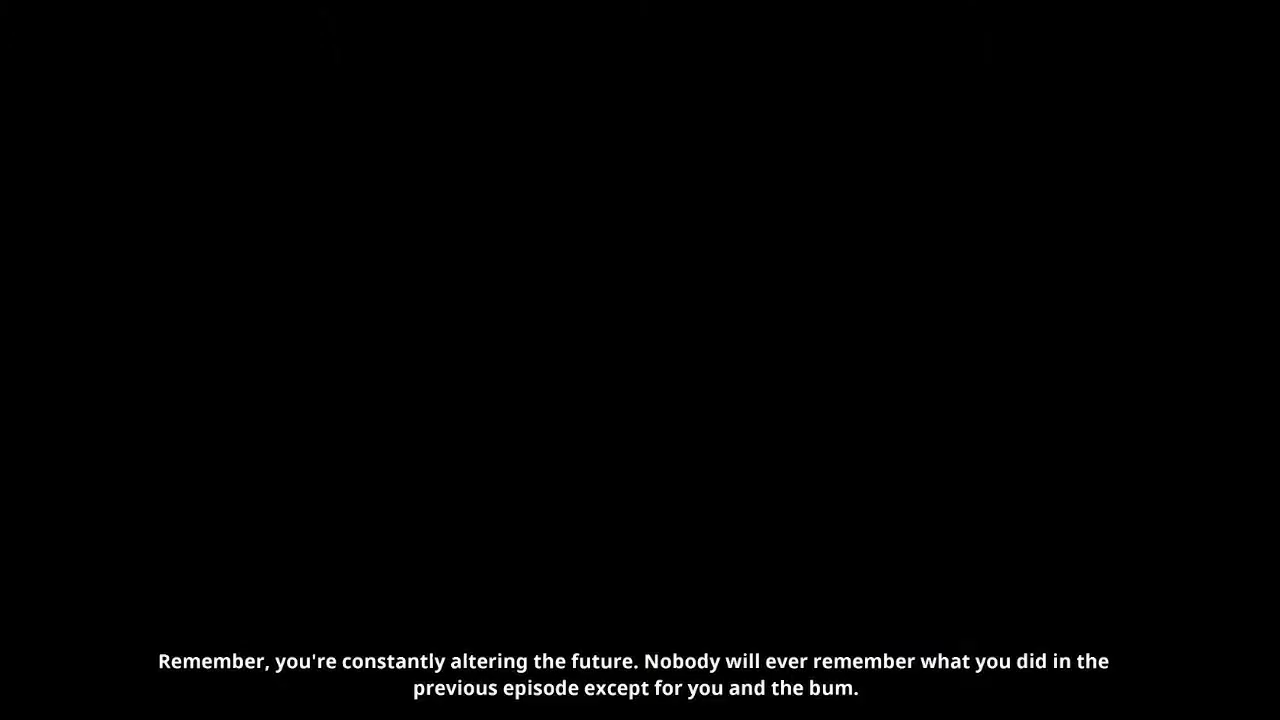 Remember, you're constantly altering the future. Nobody will ever remember what you did in the
previous episode except for you and the bum.